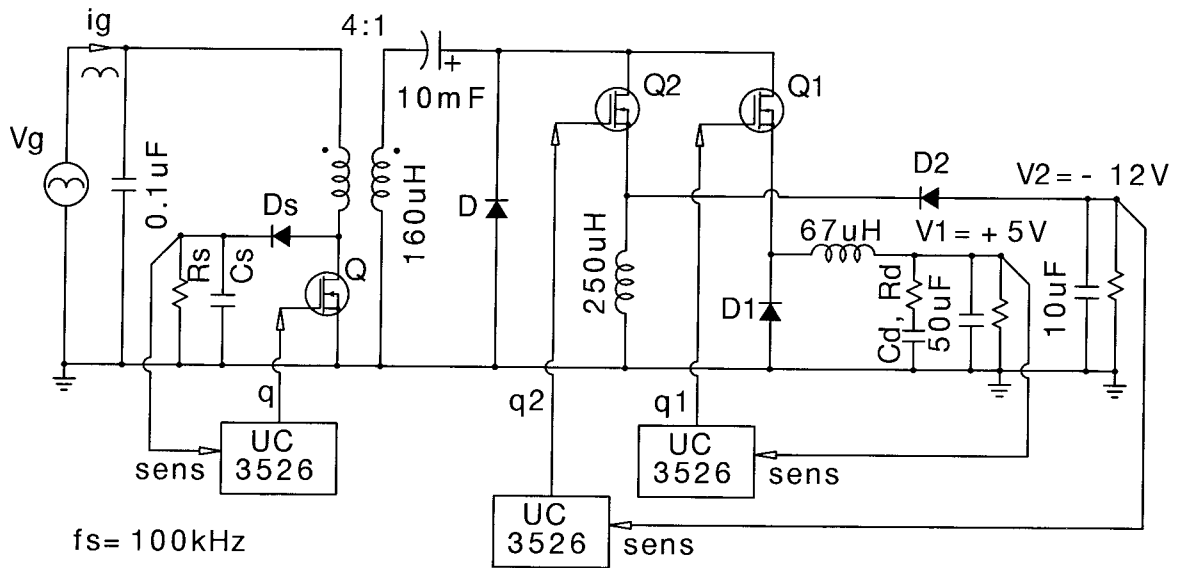 ig
4:1
Q2
Q1
+
10mF
Vg
0.1uF
D2
V2 = - 12V
Ds
160uH
D
67uH
V1 = + 5V
Rs
Cs
Q
250uH
D1
Cd, Rd
50uF
10uF
q
q2
q1
UC
3526
sens
UC
3526
sens
UC
3526
sens
fs= 100kHz